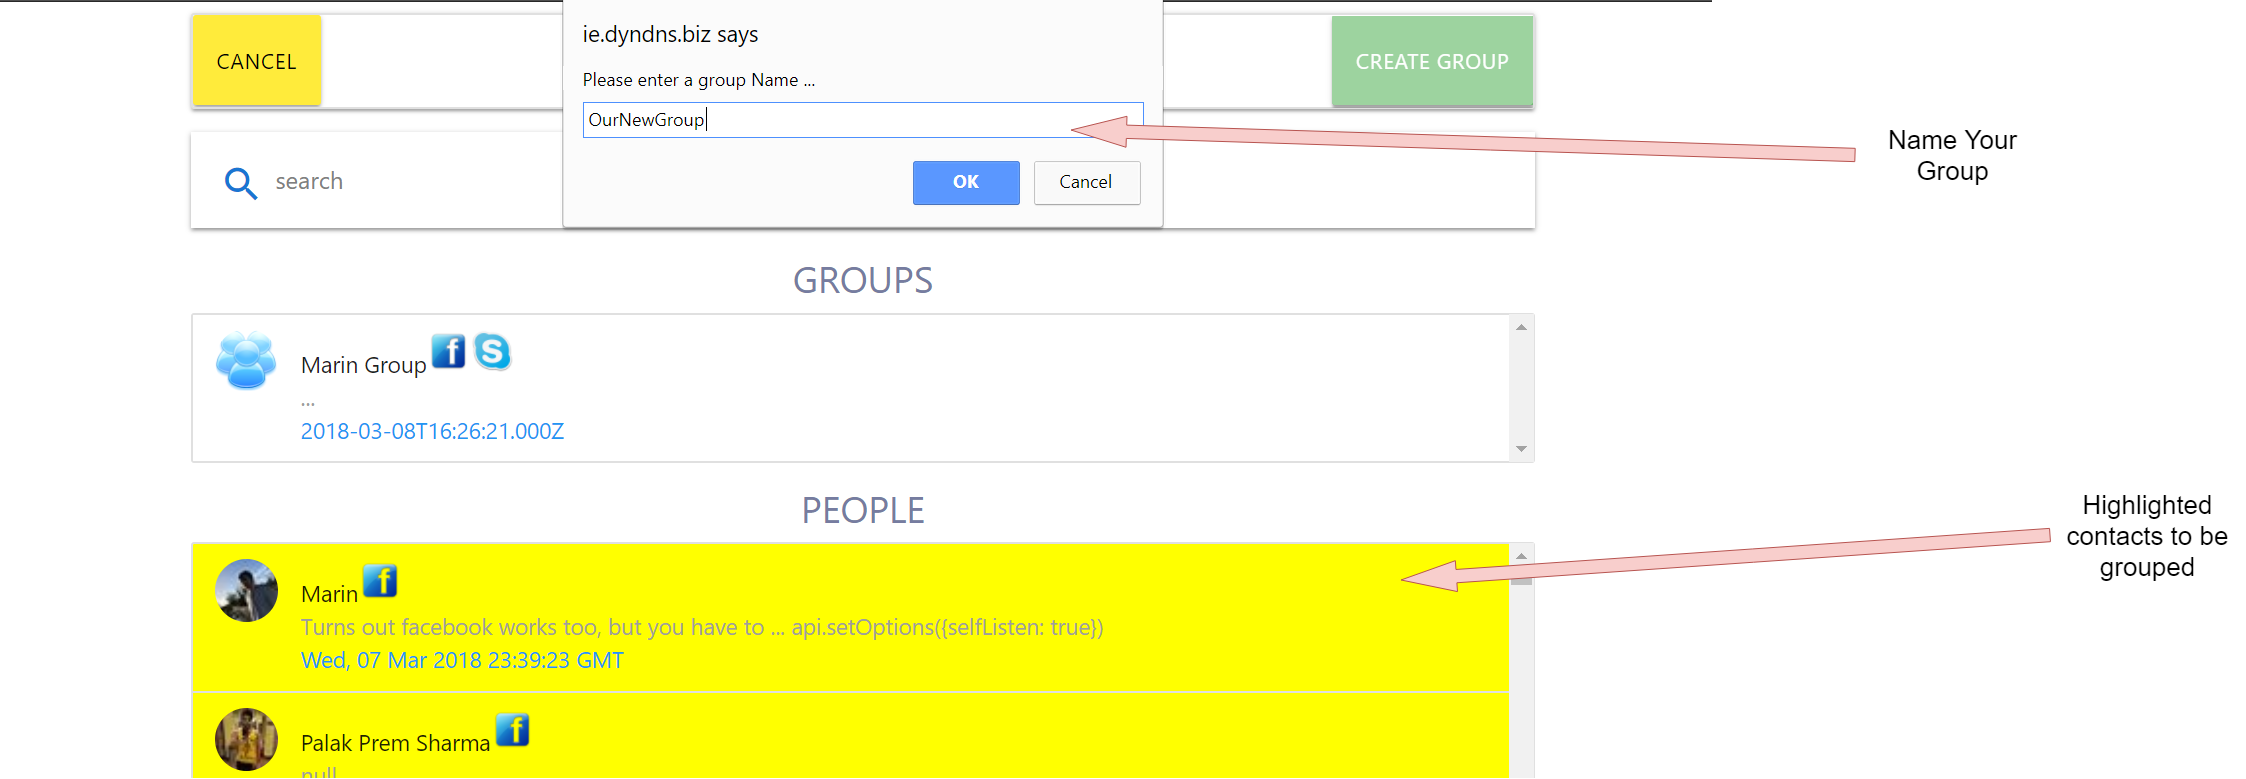 ie.dyndns.biz says
CANCEL
Please enter a group Name ...
CREATE GROUP
OurNewGroup
Name Your
Group
search
OK
Cancel
GROUPS
Marin Group
...
2018-03-08T16:26:21.000Z
PEOPLE
Highlighted
contacts to be
grouped
Marin
Turns out facebook works too, but you have to ... api.setOptions({selfListen: true})
Wed, 07 Mar 2018 23:39:23 GMT
Palak Prem Sharma
null